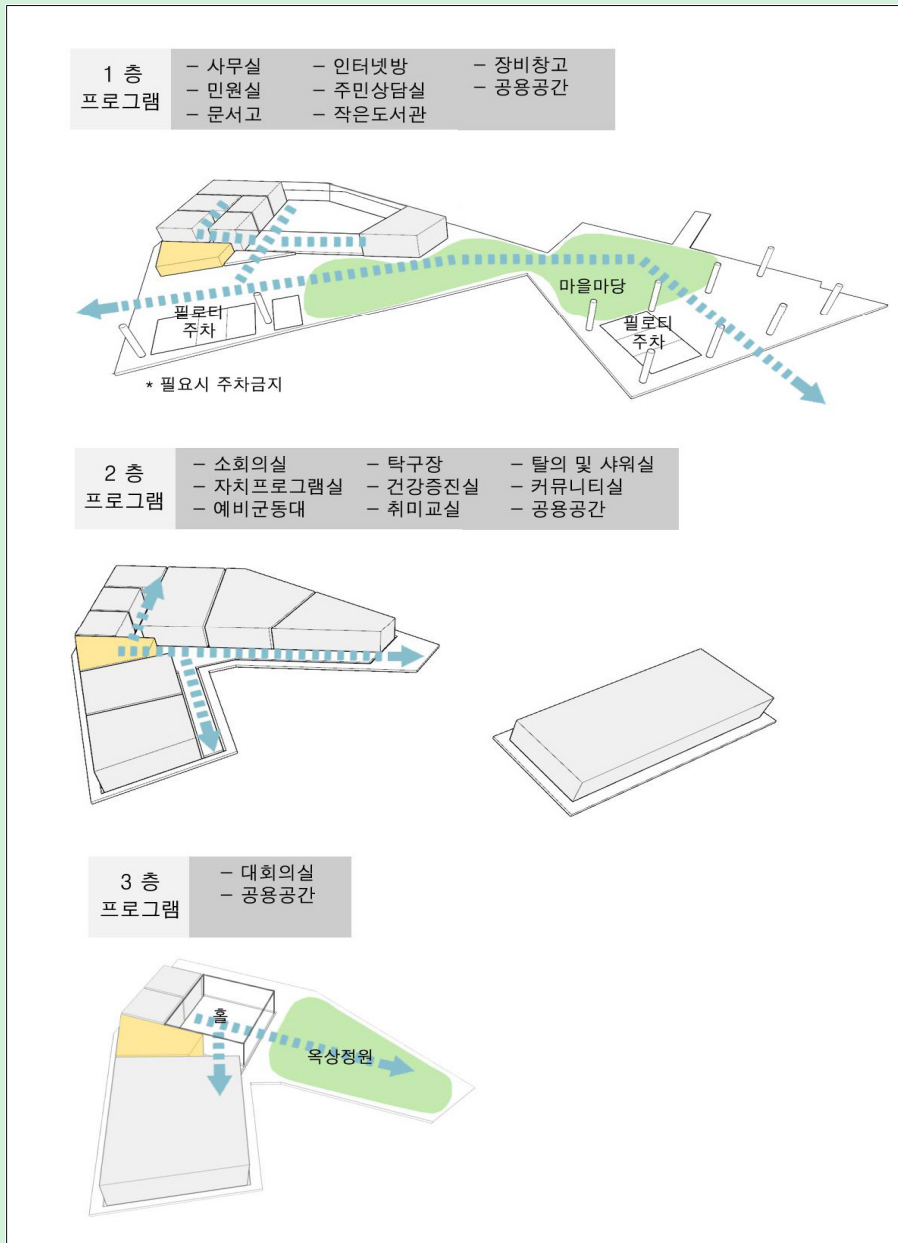 1 층
프로그램
– 사무실
– 민원실
– 문서고
– 인터넷방
– 주민상담실
– 작은도서관
– 장비창고
– 공용공간
마을마당
필로티
주차
필로티
주차
* 필요시 주차금지
2 층
프로그램
– 소회의실
– 자치프로그램실
– 예비군동대
– 탁구장
– 건강증진실
– 취미교실
– 탈의 및 샤워실
– 커뮤니티실
– 공용공간
3 층
프로그램
– 대회의실
– 공용공간
홀
옥상정원